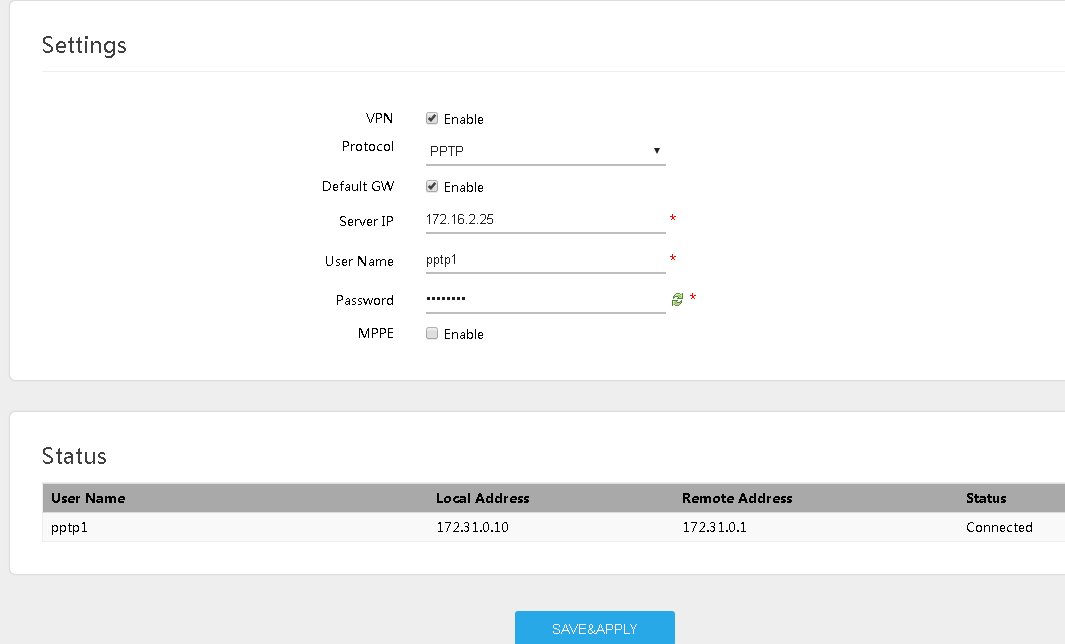 Settings
VPN Enable
Protocol PPTP
Default GW Enable
Server IP 172.16.2.25 *
User Name pptp1 *
Password •••••••• *
MPPE Enable
Status
User Name Local Address Remote Address Status
pptp1 172.31.0.10 172.31.0.1 Connected
SAVE&APPLY